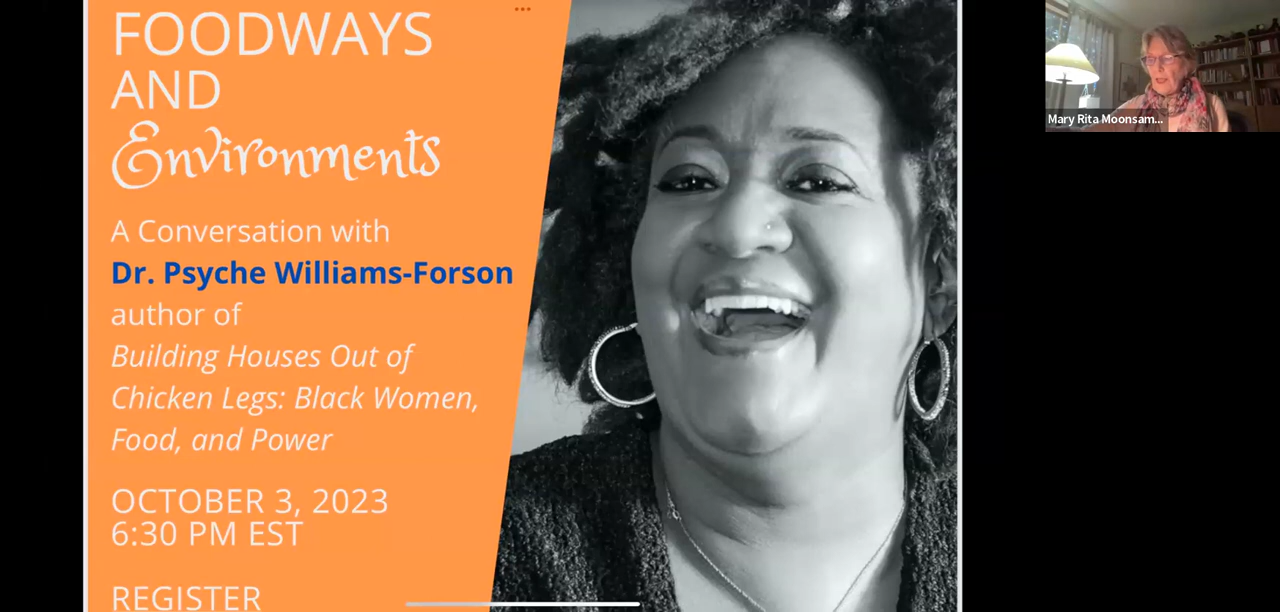 FOODWAYS
AND
Environments
A Conversation with
Dr. Psyche Williams-Forson
author of
Building Houses Out of
Chicken Legs: Black Women,
Food, and Power
OCTOBER 3, 2023
6:30 PM EST
REGISTER
Mary Rita Moonsam...